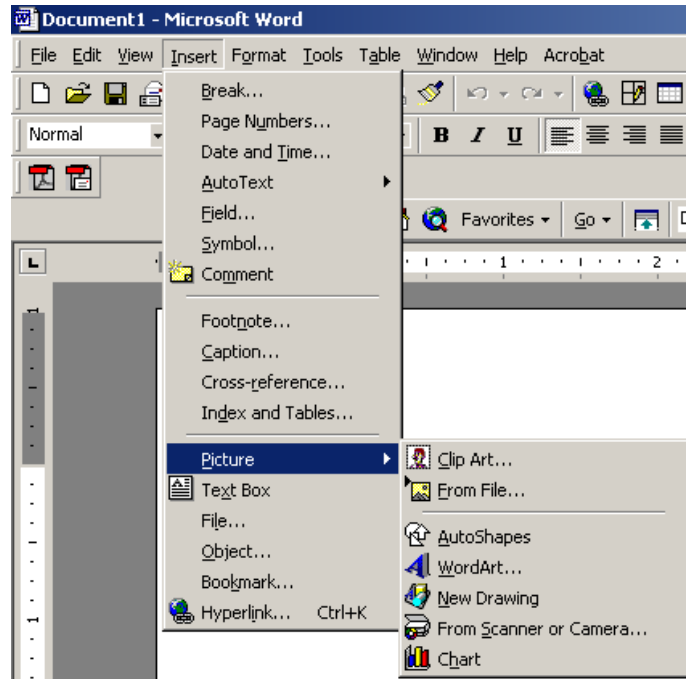 Document1 - Microsoft Word
File Edit View Insert Format Tools Table Window Help Acrobat
Normal
B I U
Favorites Go
L
1 2
Break...
Page Numbers...
Date and Time...
AutoText
Field...
Symbol...
Comment
Footnote...
Caption...
Cross-reference...
Index and Tables...
Picture
Text Box
File...
Object...
Bookmark...
Hyperlink... Ctrl+K
Clip Art...
From File...
AutoShapes
WordArt...
New Drawing
From Scanner or Camera...
Chart
1
1